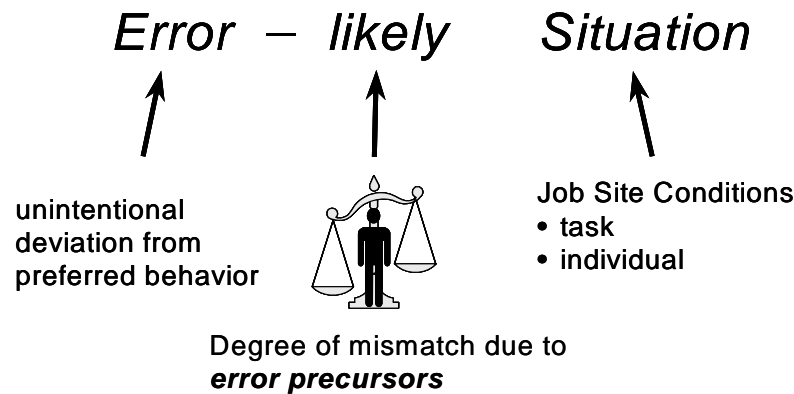 Error – likely Situation
unintentional
deviation from
preferred behavior
Job Site Conditions
• task
• individual
Degree of mismatch due to
error precursors